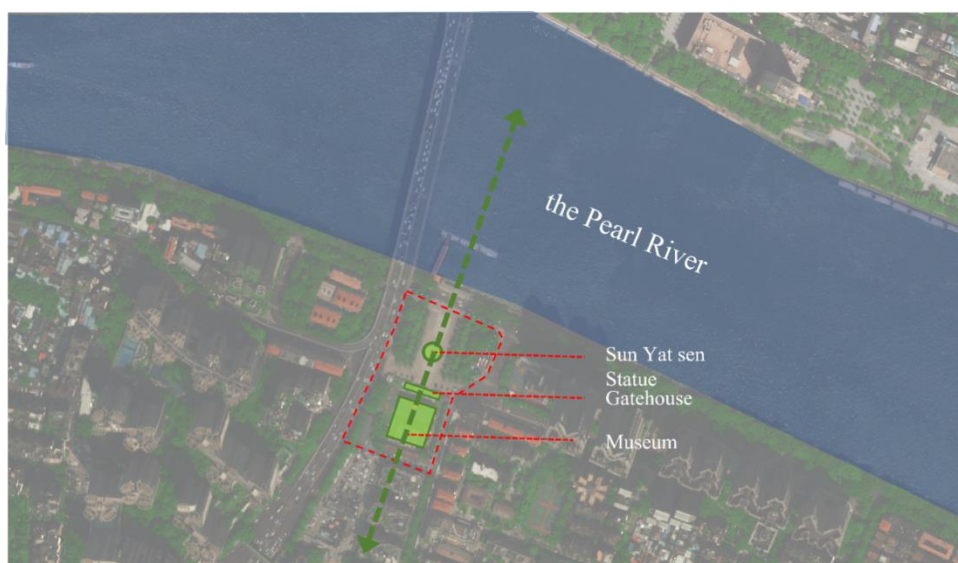 the Pearl River
Sun Yat sen
Statue
Gatehouse
Museum